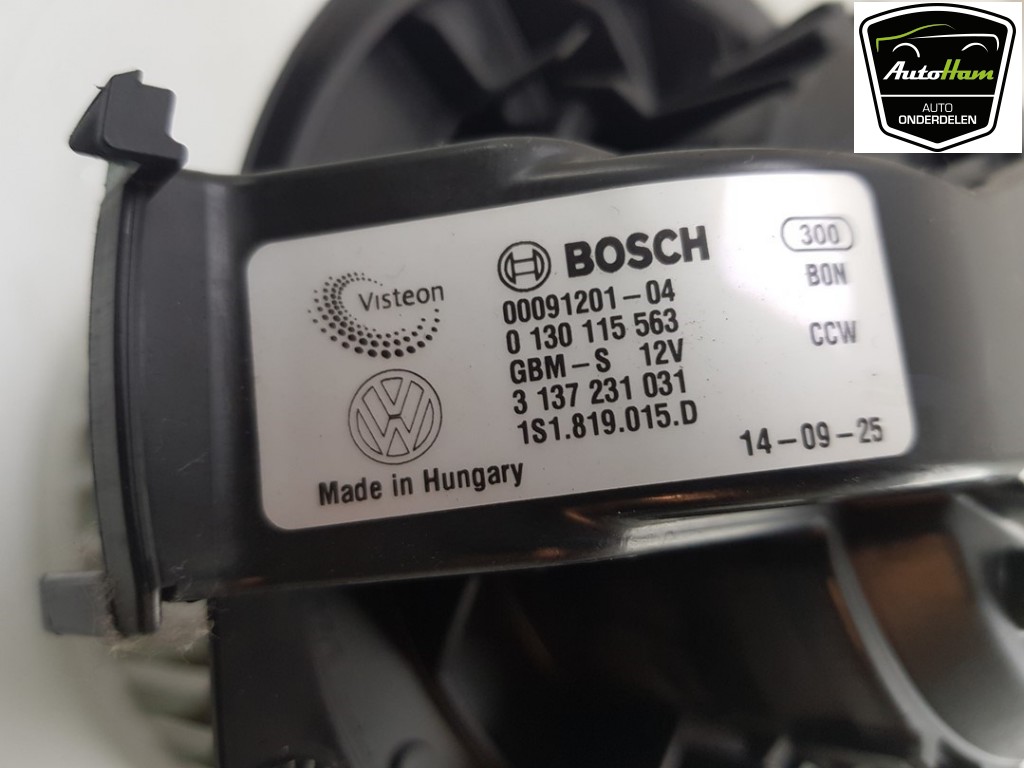 AutoHam
AUTO
ONDERDELEN
Visteon
BOSCH
300
00091201-04
BON
0 130 115 563
CCW
GBM-S 12V
3 137 231 031
1S1.819.015.D
14-09-25
Made in Hungary